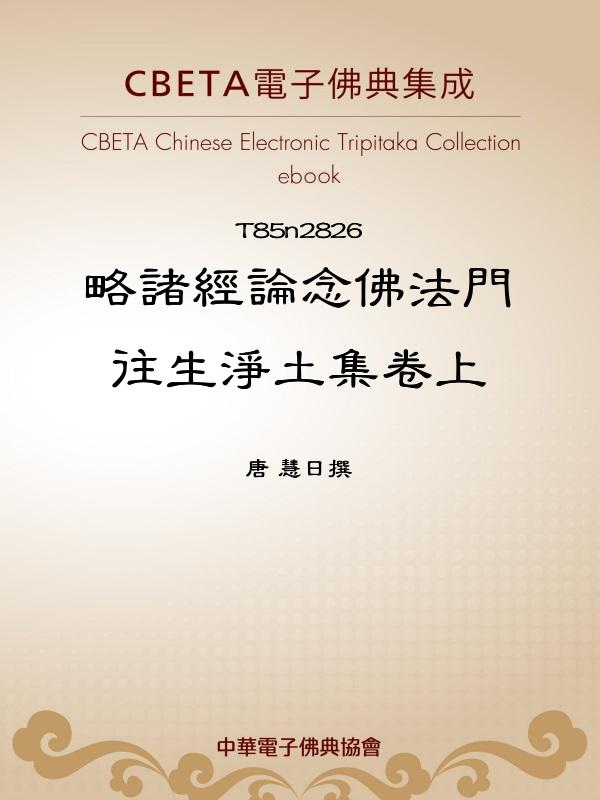 CBETA電子佛典集成
CBETA Chinese Electronic Tripitaka Collection
ebook
T85n2826
略諸經論念佛法門
往生淨土集卷上
唐 慧日撰
中華電子佛典協會